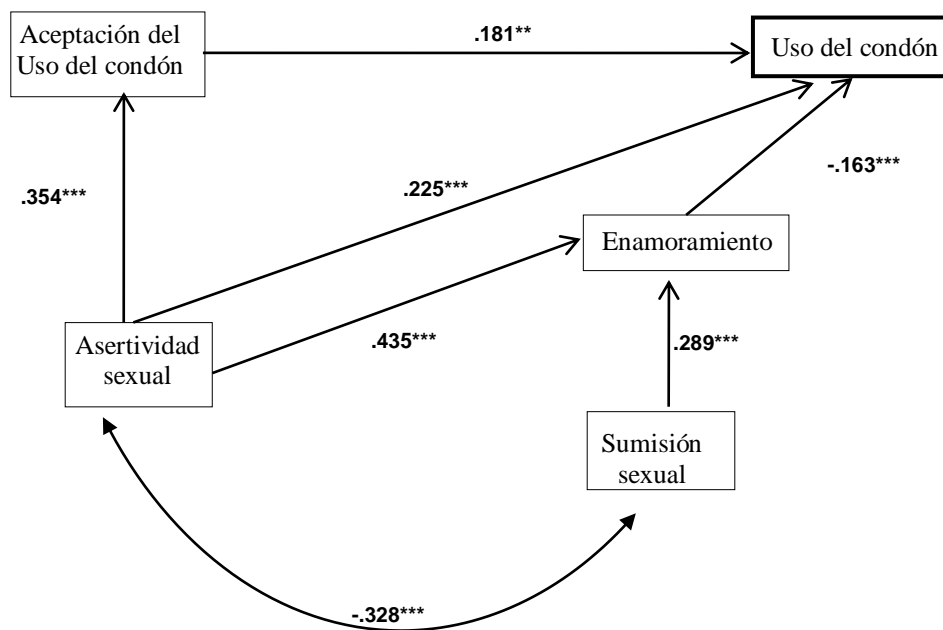 Aceptación del
Uso del condón
.181**
Uso del condón
.354***
.225***
-.163***
Enamoramiento
.435***
.289***
Asertividad
sexual
Sumisión
sexual
-.328***